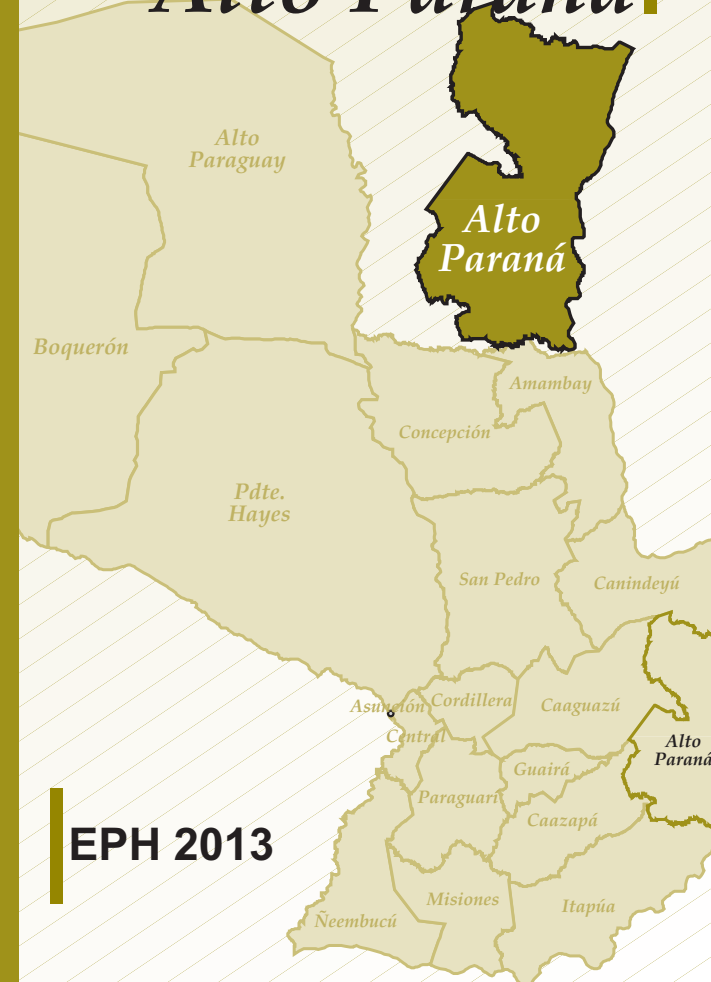 Alto Paraná
Alto
Paraguay
Alto
Paraná
Boquerón
Amambay
Concepción
Pdte.
Hayes
San Pedro
Canindeyú
Asunción
Cordillera
Caaguazú
Central
Alto
Paraná
Guairá
Paraguarí
Caazapá
EPH 2013
Misiones
Itapúa
Ñeembucú